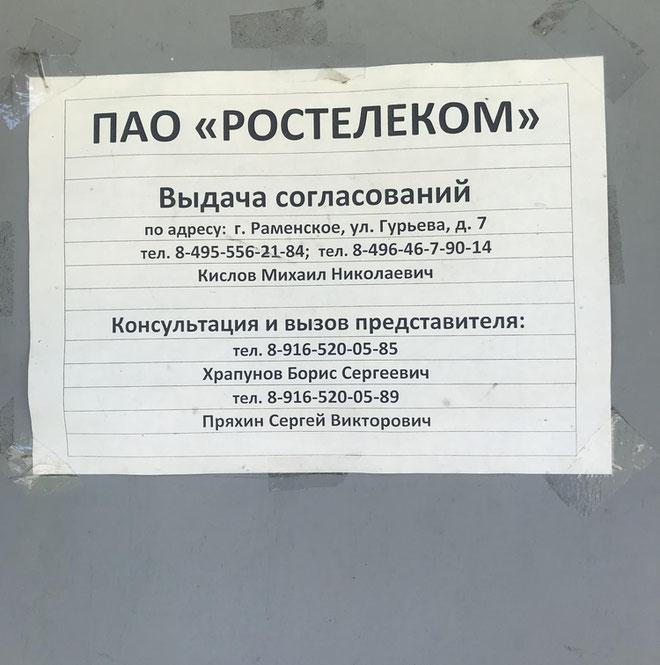 ПАО «РОСТЕЛЕКОМ»
Выдача согласований
по адресу: г. Раменское, ул. Гурьева, д. 7
тел. 8-495-556-21-84; тел. 8-496-46-7-90-14
Кислов Михаил Николаевич
Консультация и вызов представителя:
тел. 8-916-520-05-85
Храпунов Борис Сергеевич
тел. 8-916-520-05-89
Пряхин Сергей Викторович